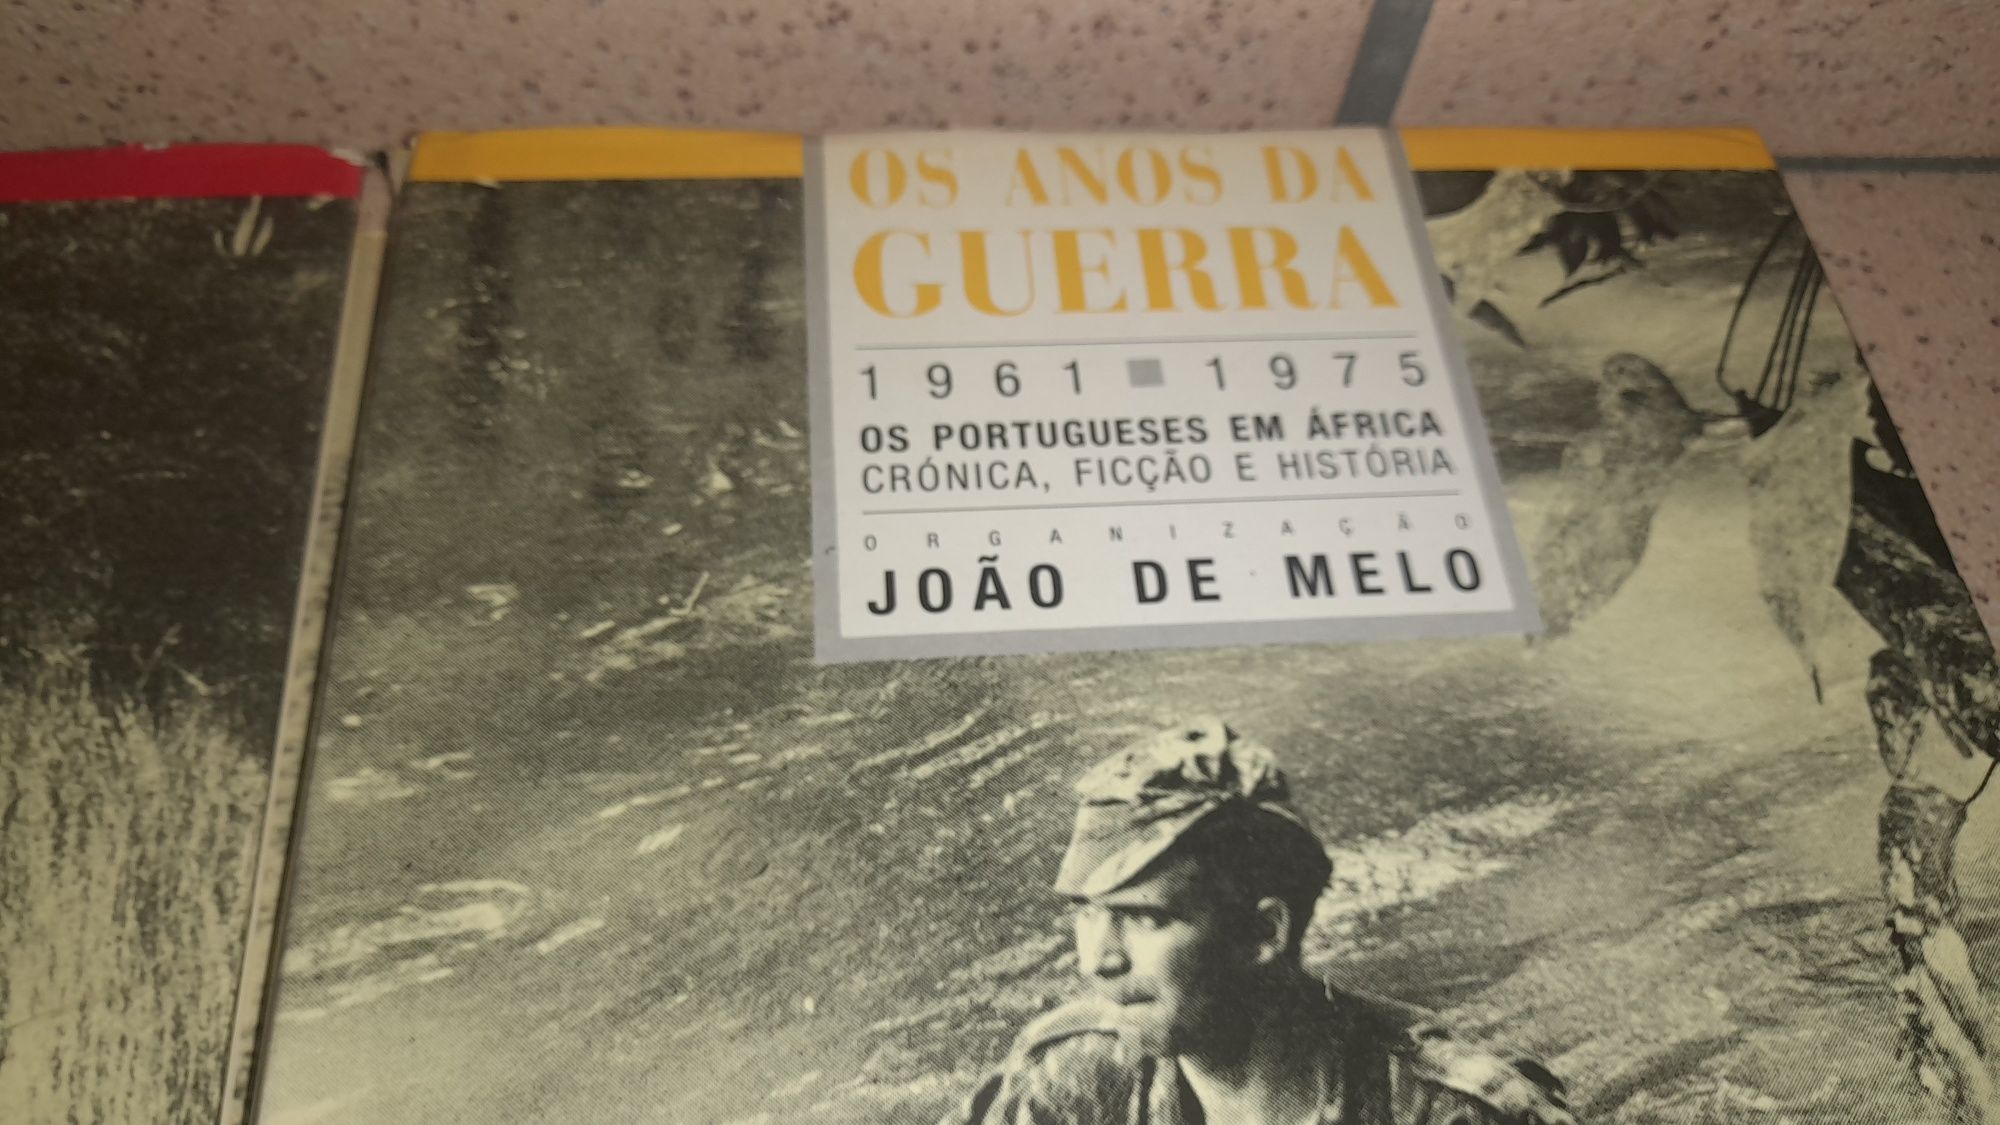 OS ANOS DA
GUERRA
1961 ■ 1975
OS PORTUGUESES EM ÁFRICA
CRÓNICA, FICÇÃO E HISTÓRIA
ORGANIZAÇÃO
JOÃO DE MELO